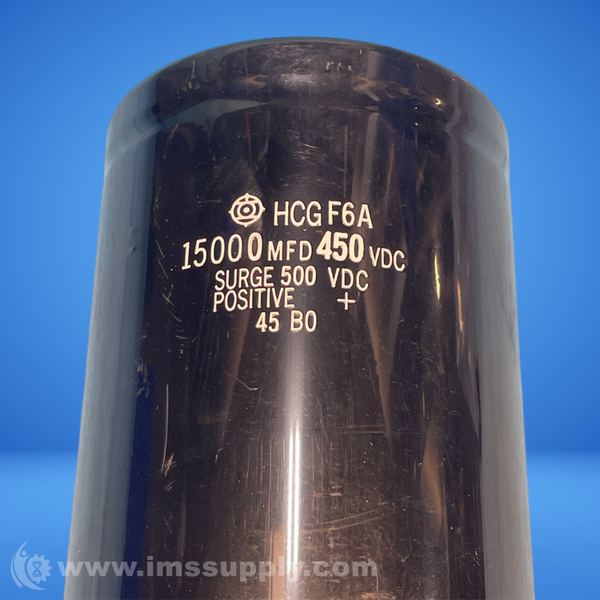 HCG F6A
15000 MFD 450 VDC
SURGE 500 VDC
POSITIVE +
45 B0
www.imssupply.com